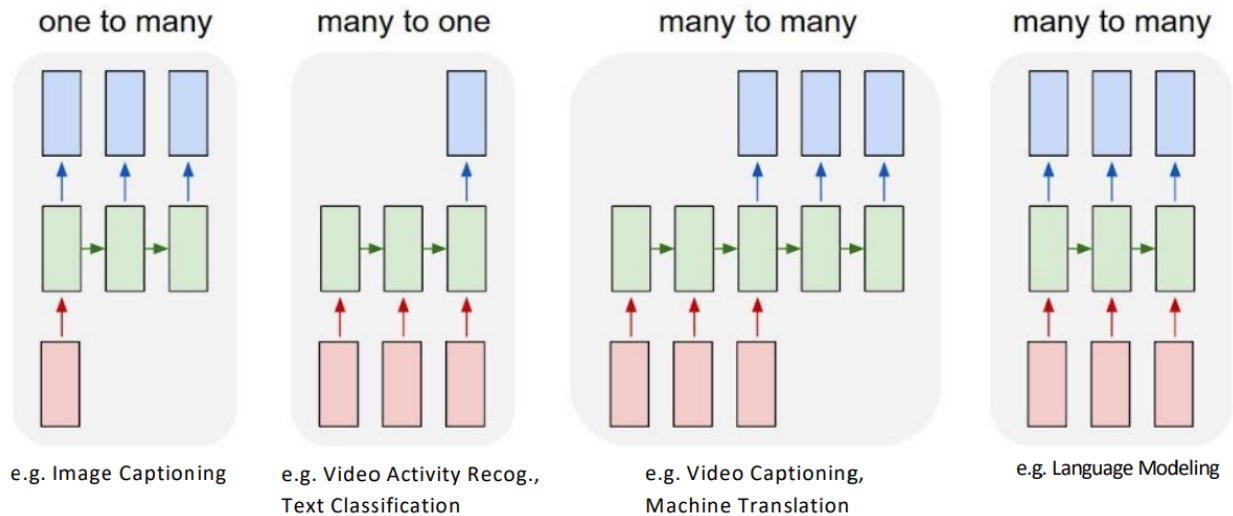 one to many
many to one
many to many
many to many
e.g. Image Captioning
e.g. Video Activity Recog.,
Text Classification
e.g. Video Captioning,
Machine Translation
e.g. Language Modeling